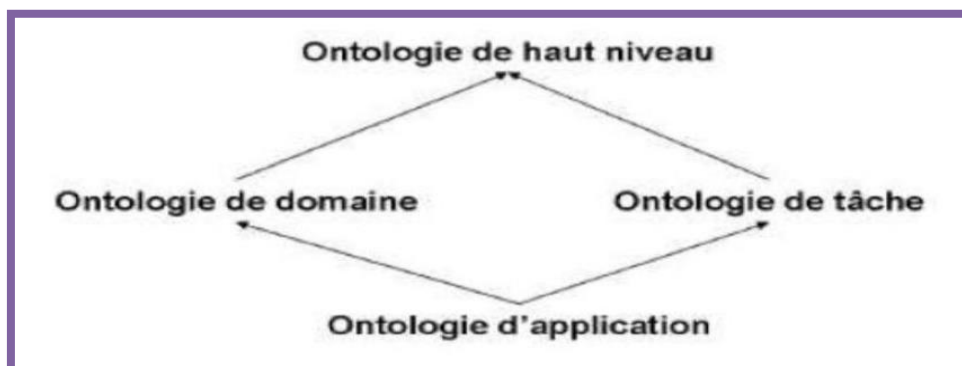 Ontologie de haut niveau
Ontologie de domaine
Ontologie de tâche
Ontologie d'application